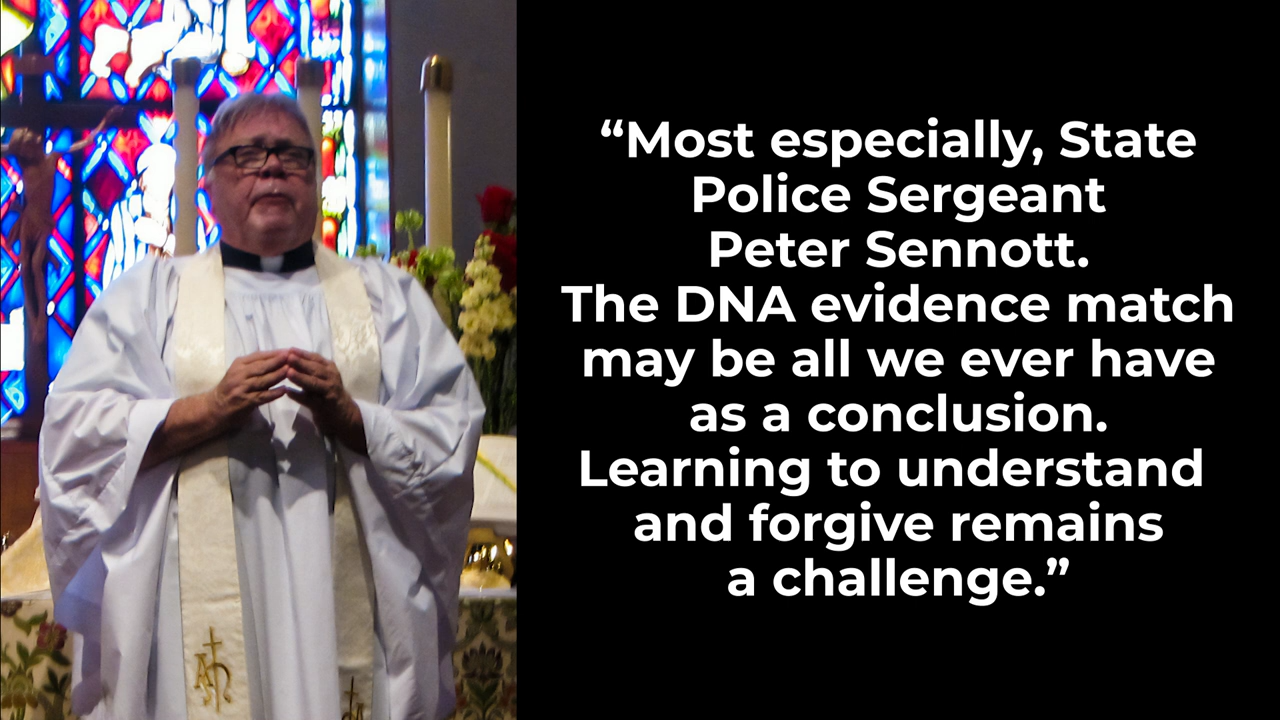 “Most especially, State
Police Sergeant
Peter Sennott.
The DNA evidence match
may be all we ever have
as a conclusion.
Learning to understand
and forgive remains
a challenge.”